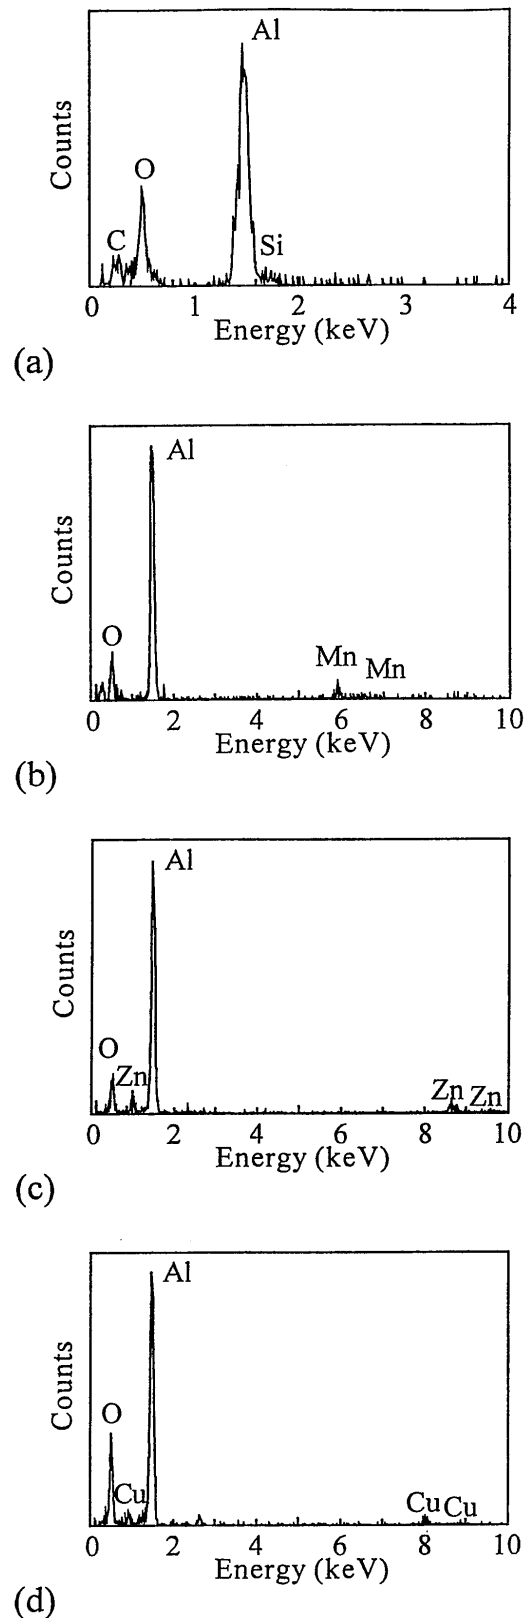 Al
Counts
O
C
Si
0 1 2 3 4
Energy (keV)
(a)
Al
Counts
O
Mn Mn
0 2 4 6 8 10
Energy (keV)
(b)
Al
Counts
O
Zn
Zn Zn
0 2 4 6 8 10
Energy (keV)
(c)
Al
Counts
O
Cu
Cu Cu
0 2 4 6 8 10
Energy (keV)
(d)